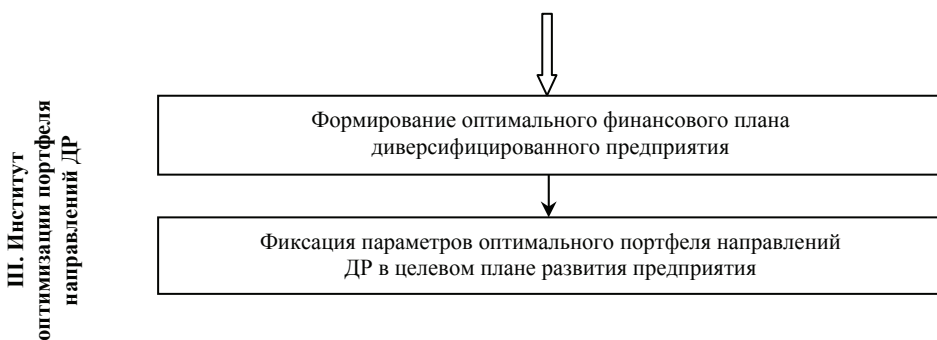 III. Институт
оптимизации портфеля
направлений ДР
Формирование оптимального финансового плана
диверсифицированного предприятия
Фиксация параметров оптимального портфеля направлений
ДР в целевом плане развития предприятия